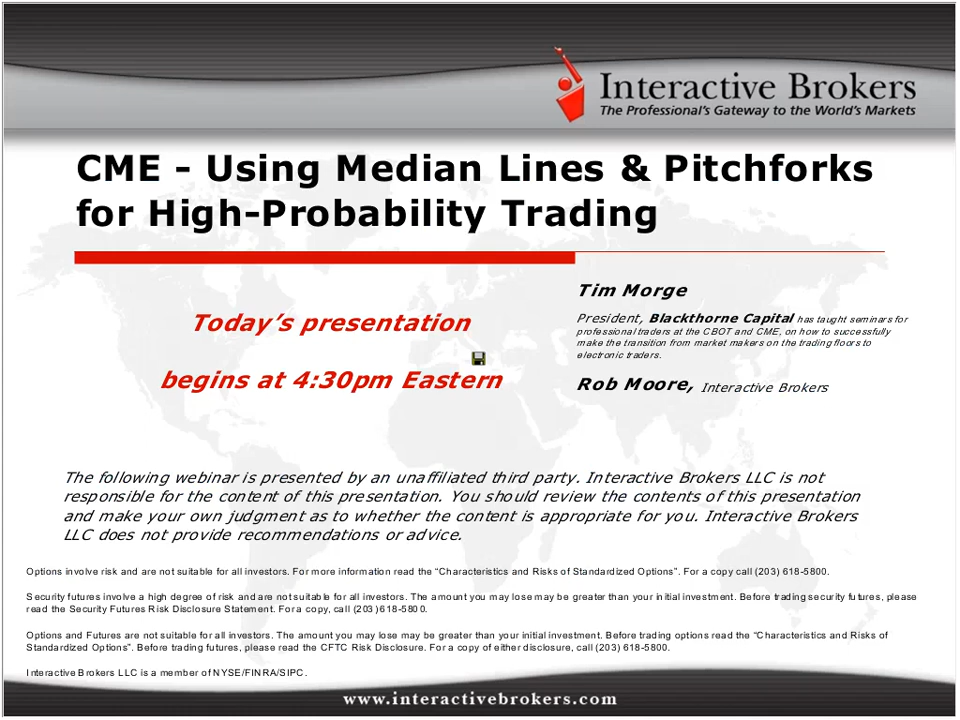 Interactive Brokers
The Professional's Gateway to the World's Markets
CME - Using Median Lines & Pitchforks
for High-Probability Trading
Today's presentation
begins at 4:30pm Eastern
Tim Morge
President, Blackthorne Capital has taught seminars for
professional traders at the CBOT and CME, on how to successfully
make the transition from market makers on the trading floors to
electronic traders.
Rob Moore, Interactive Brokers
The following webinar is presented by an unaffiliated third party. Interactive Brokers LLC is not
responsible for the content of this presentation. You should review the contents of this presentation
and make your own judgment as to whether the content is appropriate for you. Interactive Brokers
LLC does not provide recommendations or advice.
Options involve risk and are not suitable for all investors. For more information read the “Characteristics and Risks of Standardized Options”. For a copy call (203) 618-5800.
Security futures involve a high degree of risk and are not suitable for all investors. The amount you may lose may be greater than your initial investment. Before trading security futures, please
read the Security Futures Risk Disclosure Statement. For a copy, call (203) 618-5800.
Options and Futures are not suitable for all investors. The amount you may lose may be greater than your initial investment. Before trading options read the “Characteristics and Risks of
Standardized Options”. Before trading futures, please read the CFTC Risk Disclosure. For a copy of either disclosure, call (203) 618-5800.
Interactive Brokers LLC is a member of NYSE/FINRA/SIPC.
www.interactivebrokers.com